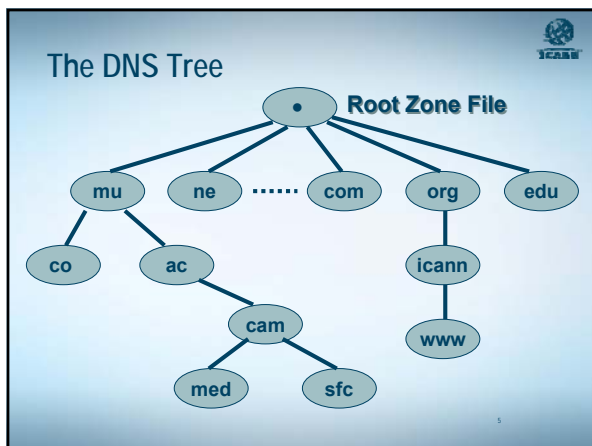 ICANN
The DNS Tree
• Root Zone File
mu ne ...... com org edu
co ac icann
cam www
med sfc
5